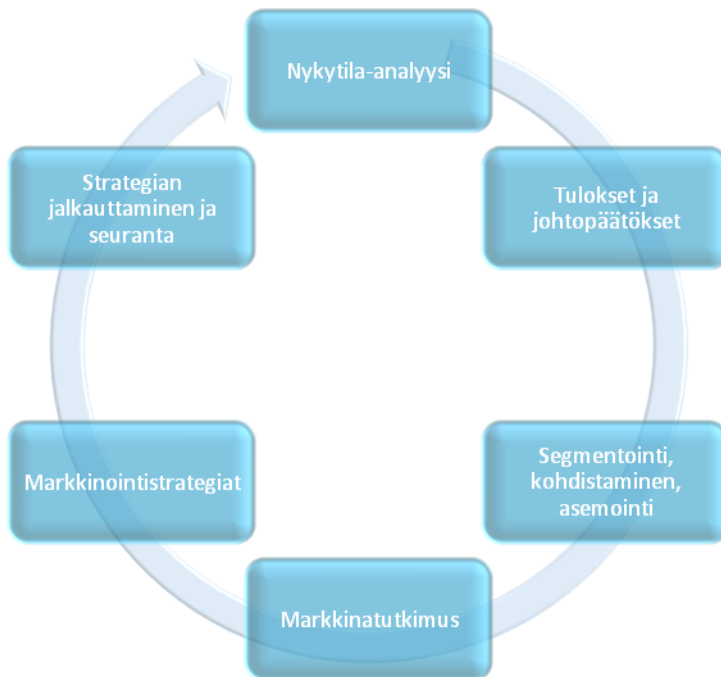 Nykytila-analyysi
Tulokset ja
johtopäätökset
Segmentointi,
kohdistaminen,
asemointi
Markkinatutkimus
Markkinointistrategiat
Strategian
jalkauttaminen ja
seuranta